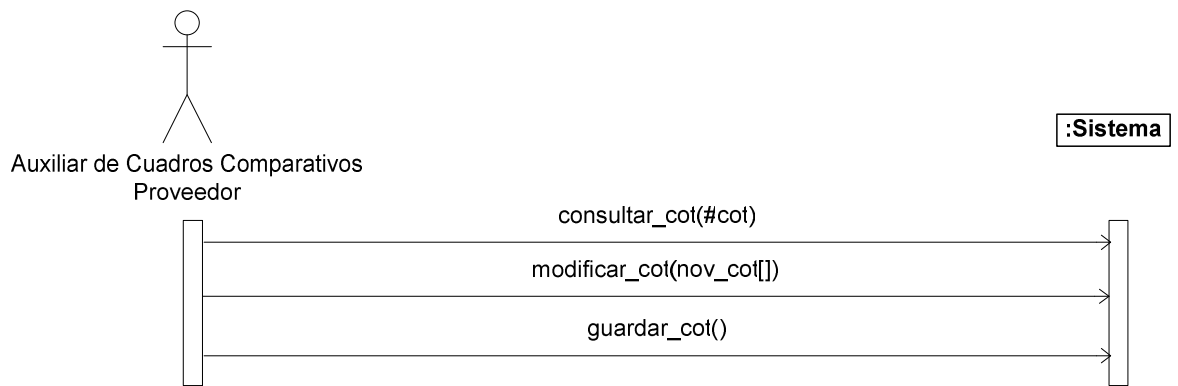 :Sistema
Auxiliar de Cuadros Comparativos
Proveedor
consultar_cot(#cot)
modificar_cot(nov_cot[])
guardar_cot()